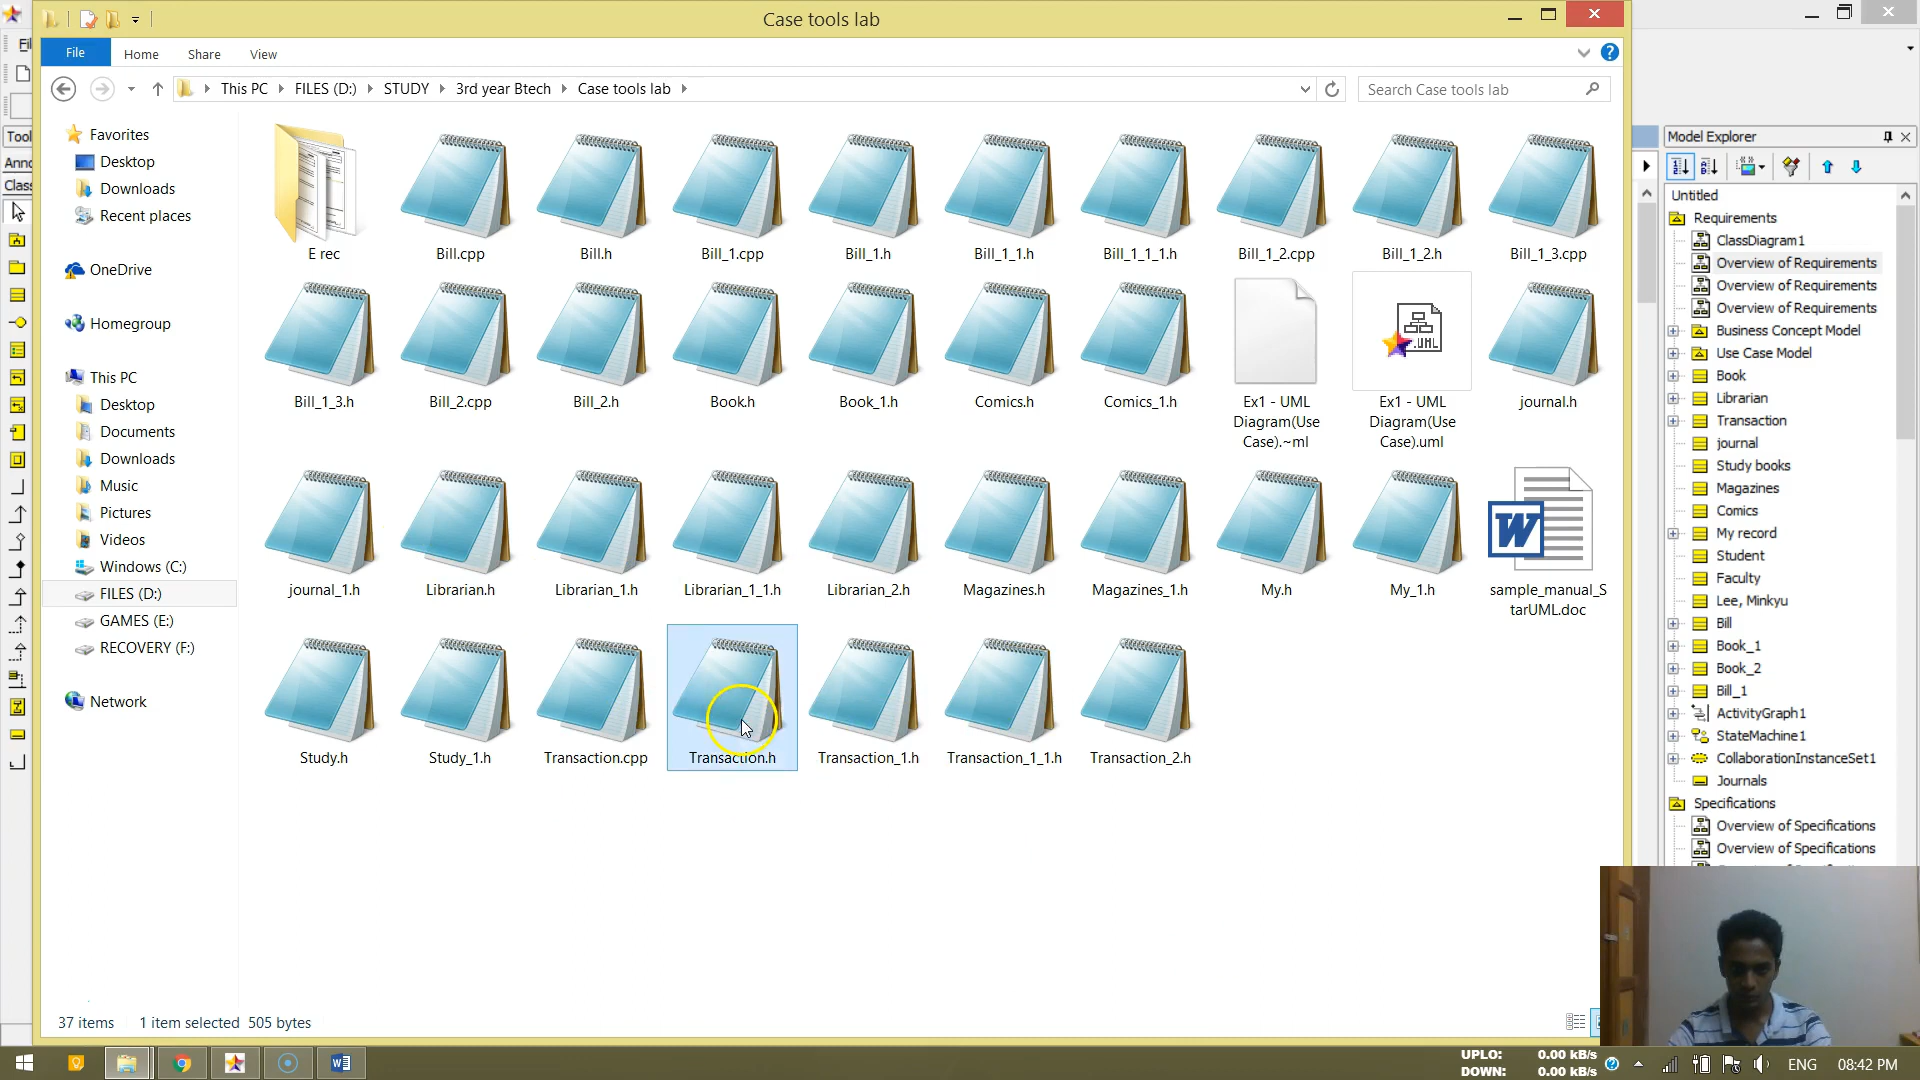 Case tools lab
File
Home
Share
View
This PC
FILES (D:)
STUDY
3rd year Btech
Case tools lab
Search Case tools lab
Favorites
Desktop
Downloads
Recent places
OneDrive
Homegroup
This PC
Desktop
Documents
Downloads
Music
Pictures
Videos
Windows (C:)
FILES (D:)
GAMES (E:)
RECOVERY (F:)
Network
E rec
Bill.cpp
Bill.h
Bill_1.cpp
Bill_1.h
Bill_1_1.h
Bill_1_1_1.h
Bill_1_2.cpp
Bill_1_2.h
Bill_1_3.cpp
Bill_1_3.h
Bill_2.cpp
Bill_2.h
Book.h
Book_1.h
Comics.h
Comics_1.h
Ex1 - UML
Diagram(Use
Case).~ml
Ex1 - UML
Diagram(Use
Case).uml
journal.h
journal_1.h
Librarian.h
Librarian_1.h
Librarian_1_1.h
Librarian_2.h
Magazines.h
Magazines_1.h
My.h
My_1.h
sample_manual_S
tarUML.doc
Study.h
Study_1.h
Transaction.cpp
Transaction.h
Transaction_1.h
Transaction_1_1.h
Transaction_2.h
37 items
1 item selected 505 bytes
Model Explorer
Untitled
Requirements
ClassDiagram1
Overview of Requirements
Overview of Requirements
Overview of Requirements
Business Concept Model
Use Case Model
Book
Librarian
Transaction
journal
Study books
Magazines
Comics
My record
Student
Faculty
Lee, Minkyu
Bill
Book_1
Book_2
Bill_1
ActivityGraph1
StateMachine1
CollaborationInstanceSet1
Journals
Specifications
Overview of Specifications
Overview of Specifications
UPLO: 0.00 kB/s
DOWN: 0.00 kB/s
ENG
08:42 PM